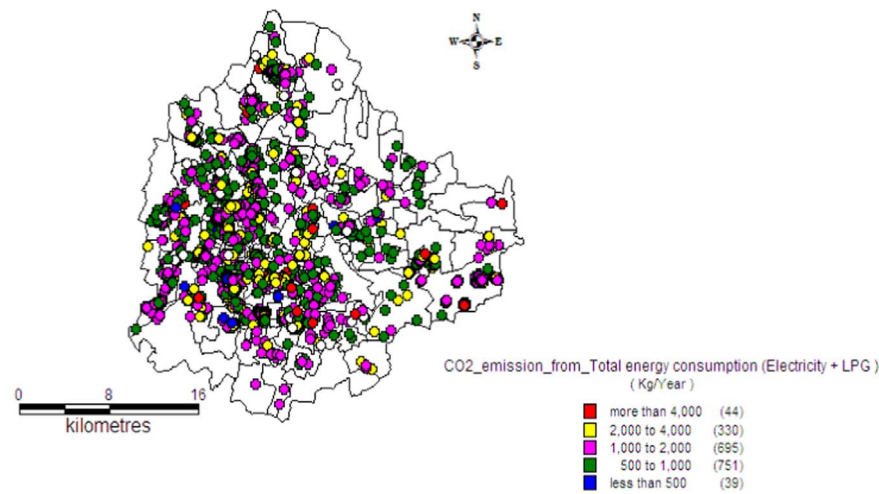 N
W E
S
CO2_emission_from_Total energy consumption (Electricity + LPG )
( Kg/Year )
0 8 16
kilometres
more than 4,000 (44)
2,000 to 4,000 (330)
1,000 to 2,000 (695)
500 to 1,000 (751)
less than 500 (39)